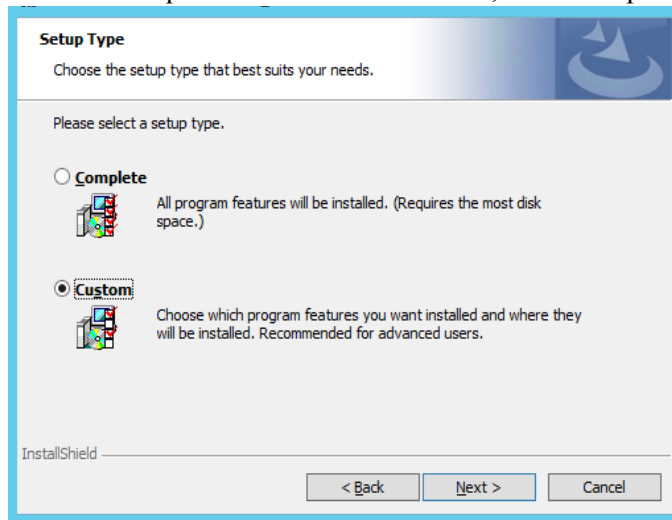 Setup Type
Choose the setup type that best suits your needs.
Please select a setup type.
Complete
All program features will be installed. (Requires the most disk
space.)
Custom
Choose which program features you want installed and where they
will be installed. Recommended for advanced users.
InstallShield
< Back Next > Cancel